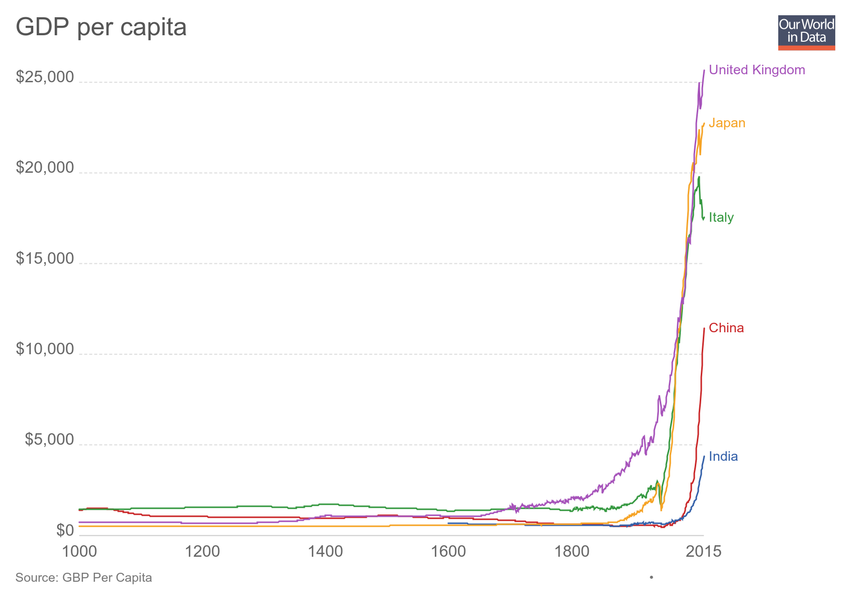 GDP per capita
Our World
in Data
$25,000
United Kingdom
Japan
$20,000
Italy
$15,000
$10,000
China
$5,000
India
$0
1000 1200 1400 1600 1800 2015
Source: GBP Per Capita